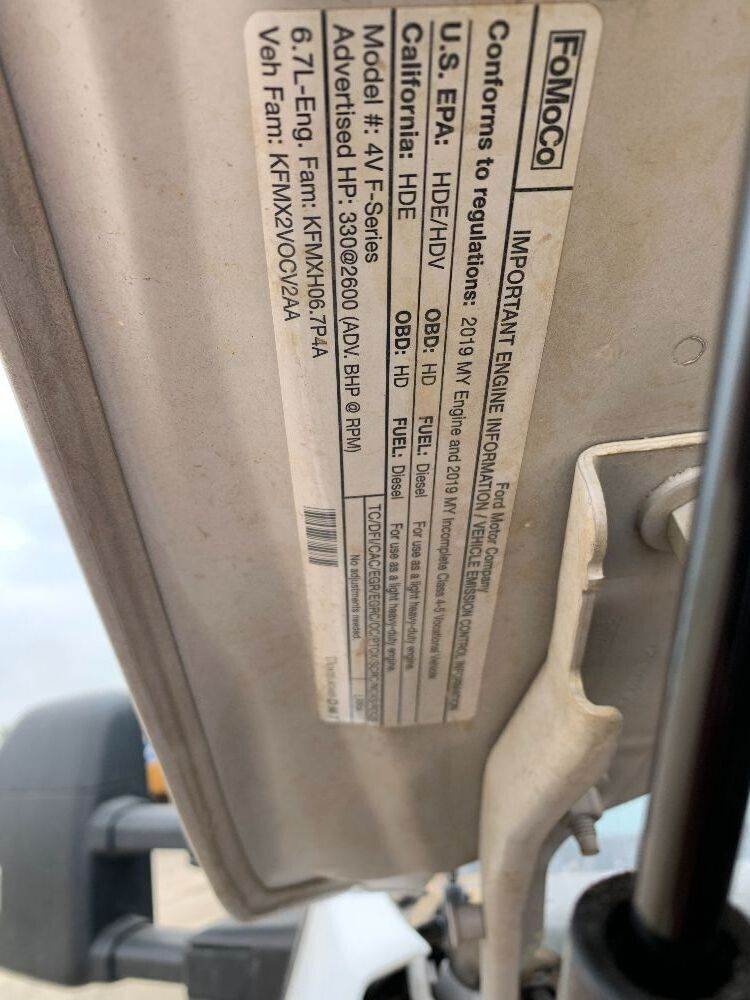 FoMoCo
IMPORTANT ENGINE INFORMATION / VEHICLE EMISSION CONTROL INFORMATION
Ford Motor Company
Conforms to regulations: 2019 MY Engine and 2019 MY Incomplete Class 4-5 Vocational Vehicle
U.S. EPA: HDE/HDV OBD: HD FUEL: Diesel For use as a light heavy-duty engine.
California: HDE OBD: HD FUEL: Diesel For use as a light heavy-duty engine.
Model #: 4V F-Series
Advertised HP: 330@2600 (ADV. BHP @ RPM)
No adjustments needed.
6.7L-Eng. Fam: KFMXH06.7P4A
Veh Fam: KFMX2VOCV2AA